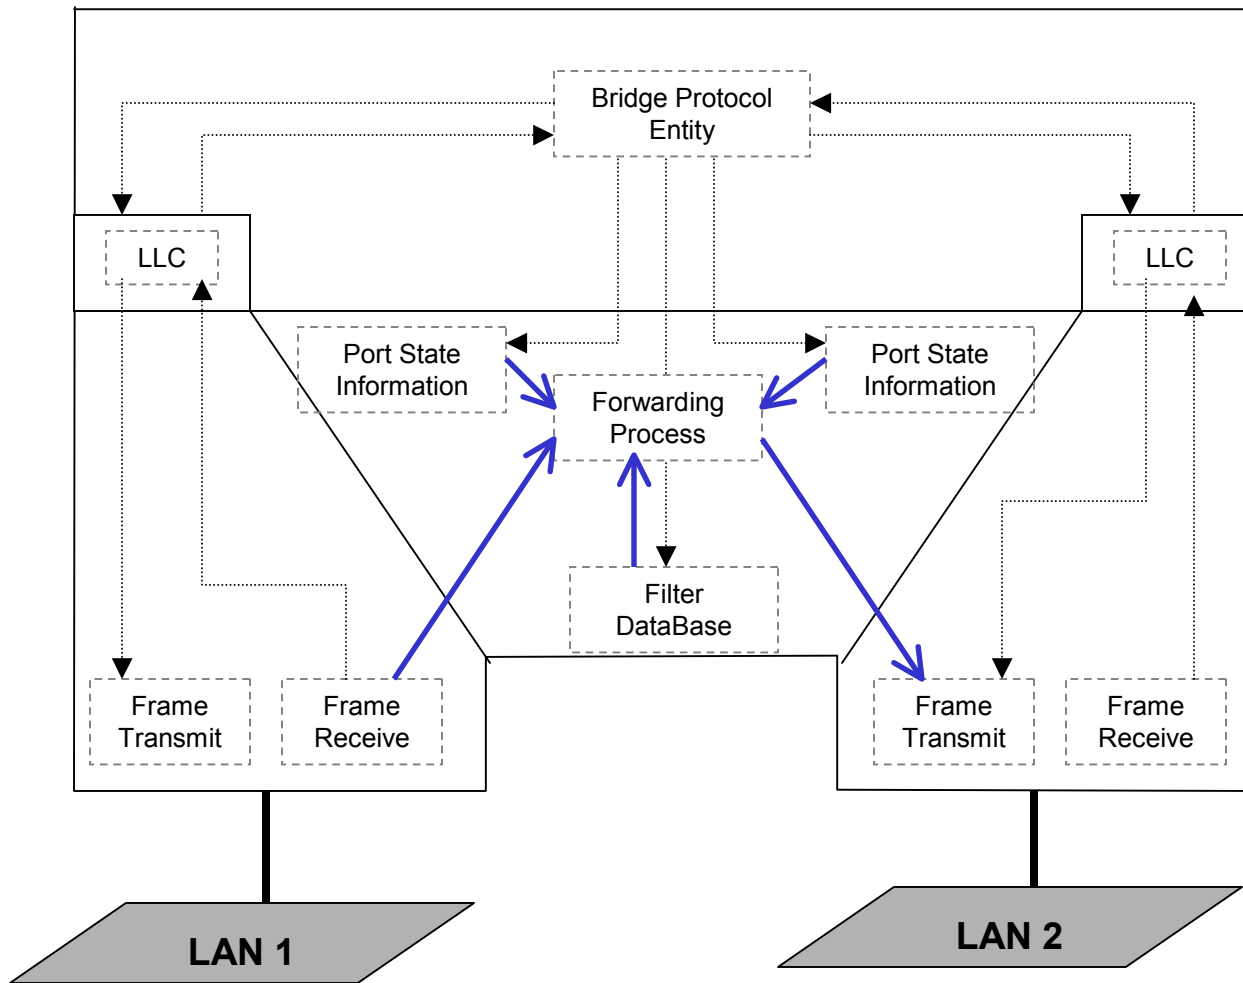 Bridge Protocol
Entity
LLC
LLC
Port State
Information
Port State
Information
Forwarding
Process
Filter
DataBase
Frame
Transmit
Frame
Receive
Frame
Transmit
Frame
Receive
LAN 1
LAN 2